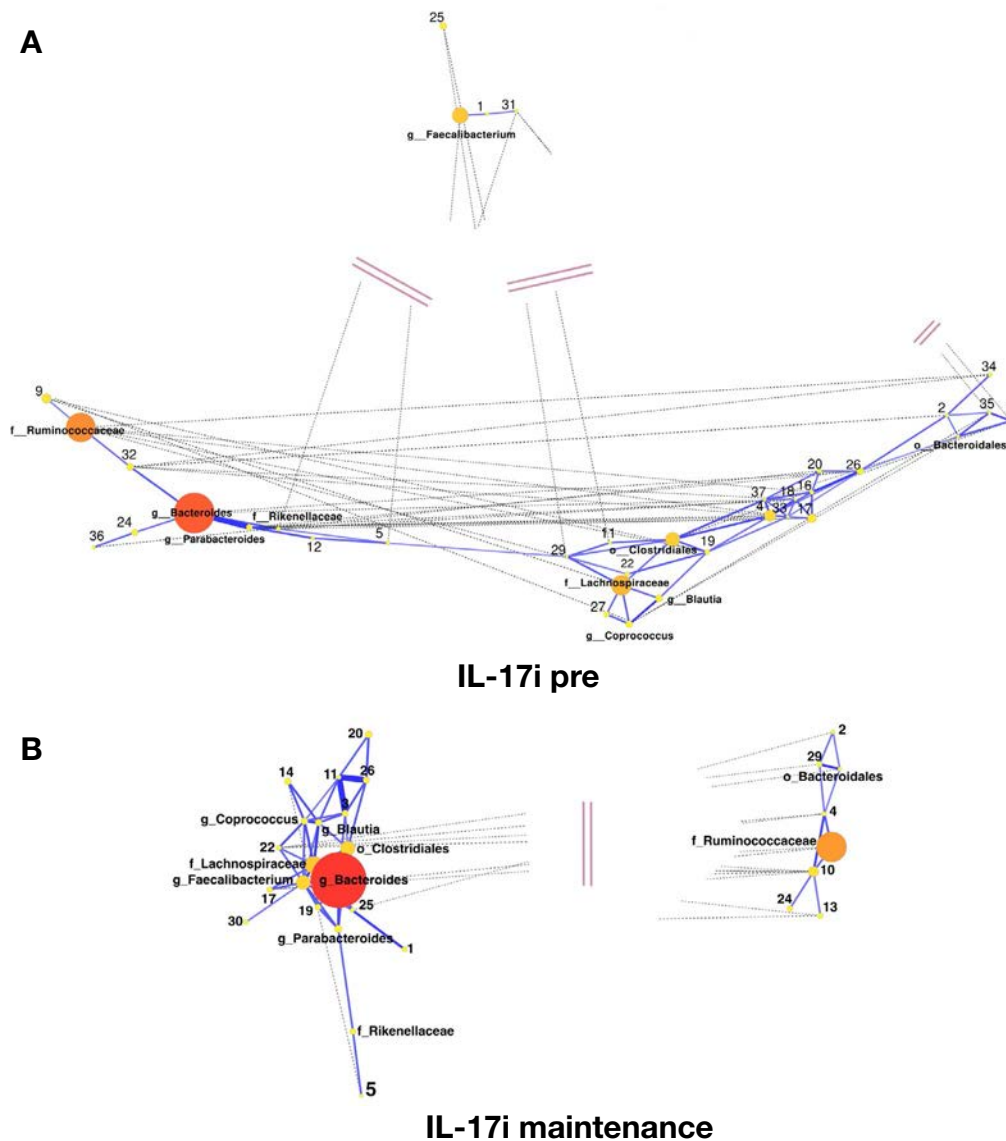 A
25
1 31
g__Faecalibacterium
9
f__Ruminococcaceae
32
34
2 35
o__Bacteroidales
20 26
37 18 16
4 33 17
g__Bacteroides f__Rikenellaceae
24 g__Parabacteroides
36 12 5
29 11 o__Clostridiales 19
22
f__Lachnospiraceae
g__Blautia
27
g__Coprococcus
IL-17i pre
B
20
14 11 26
3
g_Coprococcus g_Blautia
22 o_Clostridiales
f_Lachnospiraceae
g_Faecalibacterium g_Bacteroides
17 19 25
30
g_Parabacteroides 1
f_Rikenellaceae
5
2
29
o_Bacteroidales
4
f_Ruminococcaceae
10
24 13
IL-17i maintenance